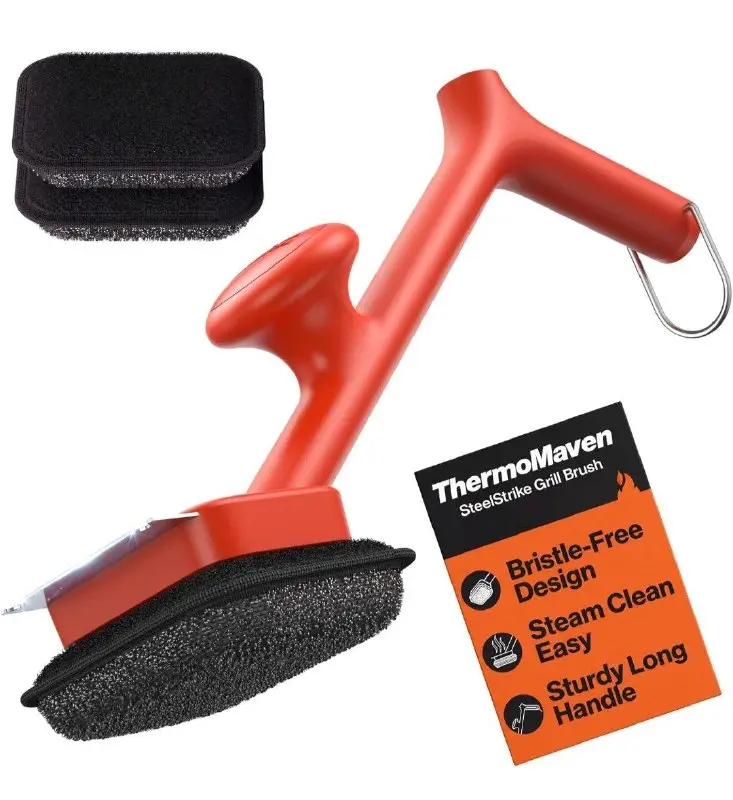 ThermoMaven
SteelStrike Grill Brush
Bristle-Free
Design
Steam Clean
Easy
Sturdy Long
Handle